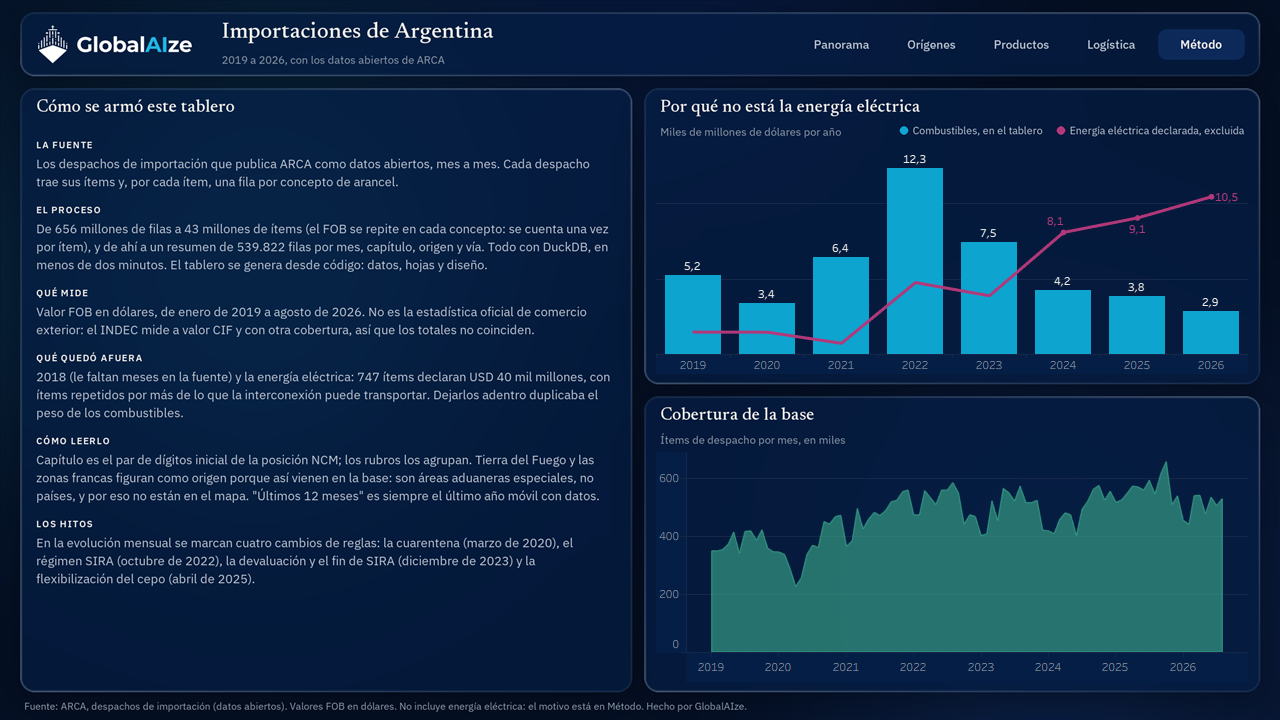 GlobalAIze
Importaciones de Argentina
2019 a 2026, con los datos abiertos de ARCA
Panorama
Orígenes
Productos
Logística
Método
Cómo se armó este tablero
LA FUENTE
Los despachos de importación que publica ARCA como datos abiertos, mes a mes. Cada despacho
trae sus ítems y, por cada ítem, una fila por concepto de arancel.
EL PROCESO
De 656 millones de filas a 43 millones de ítems (el FOB se repite en cada concepto: se cuenta una vez
por ítem), y de ahí a un resumen de 539.822 filas por mes, capítulo, origen y vía. Todo con DuckDB, en
menos de dos minutos. El tablero se genera desde código: datos, hojas y diseño.
QUÉ MIDE
Valor FOB en dólares, de enero de 2019 a agosto de 2026. No es la estadística oficial de comercio
exterior: el INDEC mide a valor CIF y con otra cobertura, así que los totales no coinciden.
QUÉ QUEDÓ AFUERA
2018 (le faltan meses en la fuente) y la energía eléctrica: 747 ítems declaran USD 40 mil millones, con
ítems repetidos por más de lo que la interconexión puede transportar. Dejarlos adentro duplicaba el
peso de los combustibles.
CÓMO LEERLO
Capítulo es el par de dígitos inicial de la posición NCM; los rubros los agrupan. Tierra del Fuego y las
zonas francas figuran como origen porque así vienen en la base: son áreas aduaneras especiales, no
países, y por eso no están en el mapa. "Últimos 12 meses" es siempre el último año móvil con datos.
LOS HITOS
En la evolución mensual se marcan cuatro cambios de reglas: la cuarentena (marzo de 2020), el
régimen SIRA (octubre de 2022), la devaluación y el fin de SIRA (diciembre de 2023) y la
flexibilización del cepo (abril de 2025).
Por qué no está la energía eléctrica
Miles de millones de dólares por año
Combustibles, en el tablero
Energía eléctrica declarada, excluida
12,3
10,5
8,1
9,1
7,5
6,4
5,2
4,2
3,8
3,4
2,9
2019 2020 2021 2022 2023 2024 2025 2026
Cobertura de la base
Ítems de despacho por mes, en miles
600
400
200
0
2019 2020 2021 2022 2023 2024 2025 2026
Fuente: ARCA, despachos de importación (datos abiertos). Valores FOB en dólares. No incluye energía eléctrica: el motivo está en Método. Hecho por GlobalAIze.